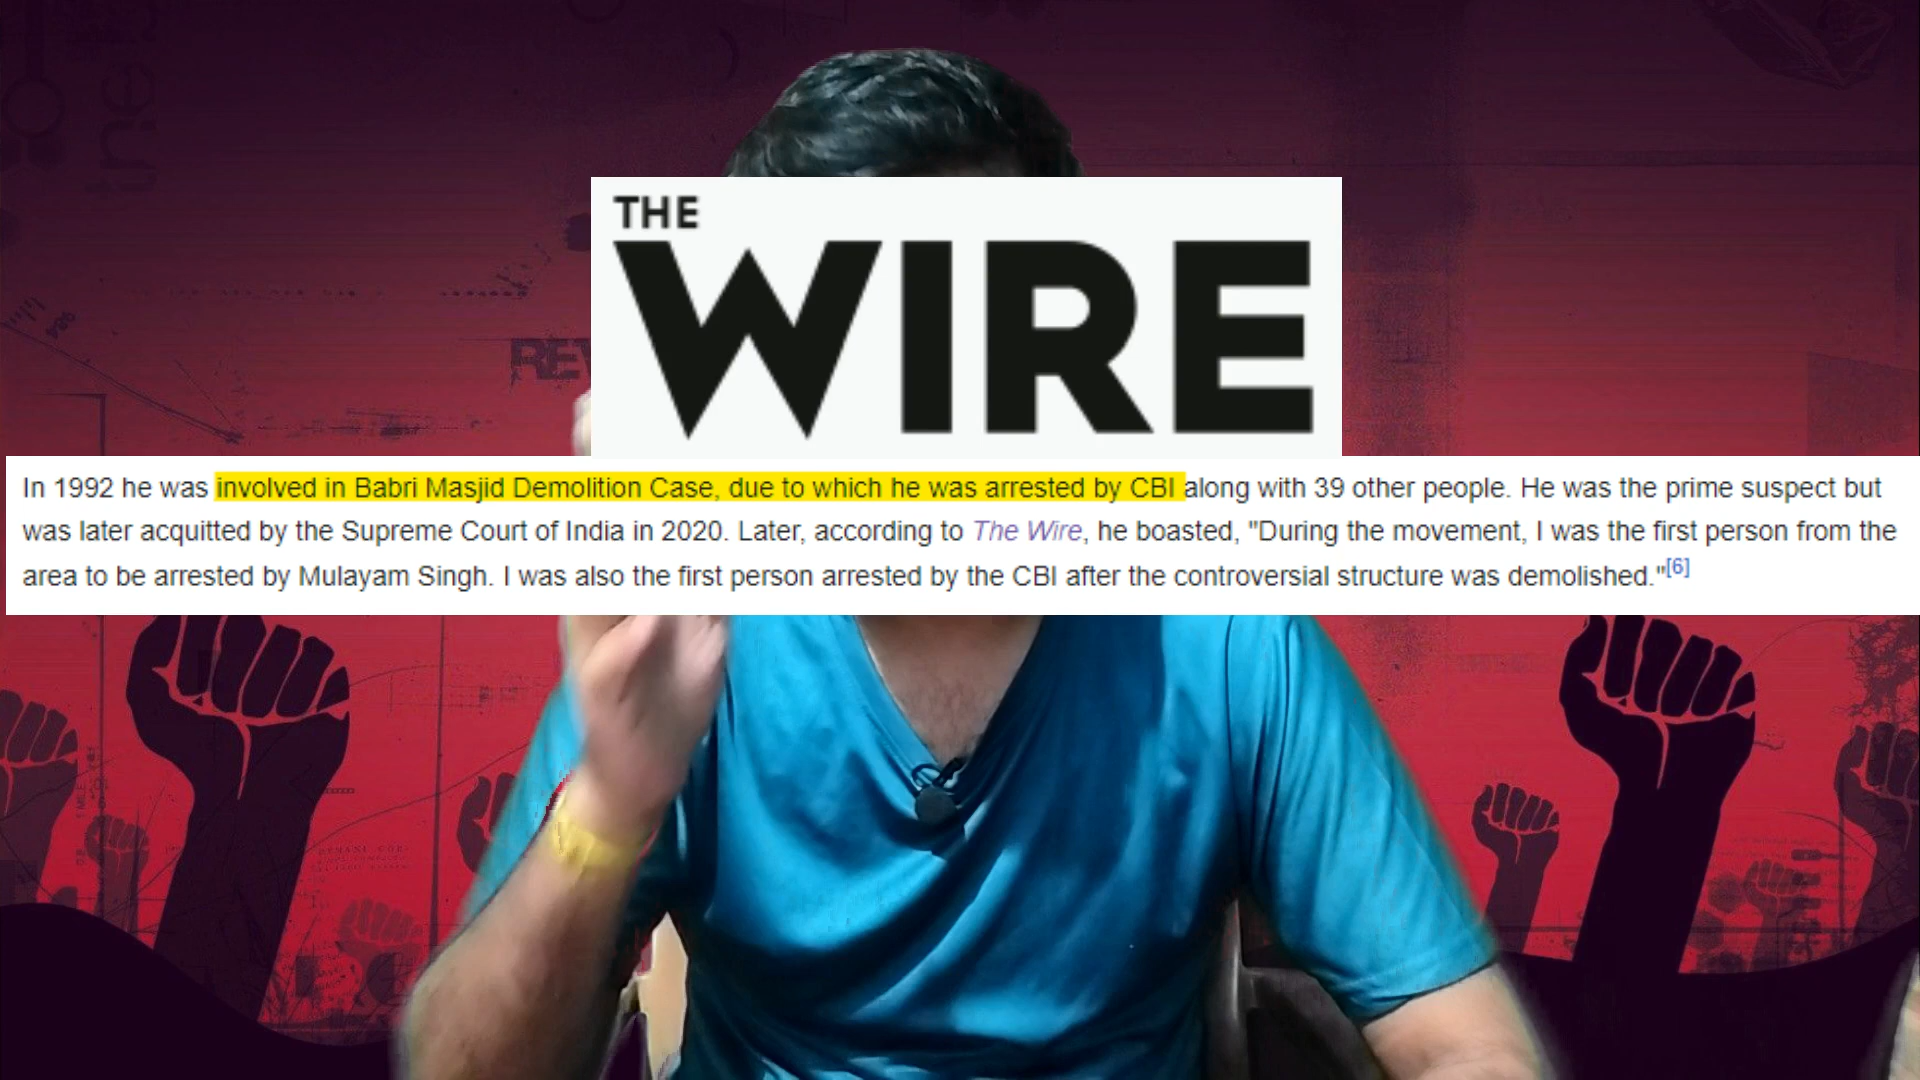 THE
WIRE
REV
In 1992 he was involved in Babri Masjid Demolition Case, due to which he was arrested by CBI along with 39 other people. He was the prime suspect but
was later acquitted by the Supreme Court of India in 2020. Later, according to The Wire, he boasted, "During the movement, I was the first person from the
area to be arrested by Mulayam Singh. I was also the first person arrested by the CBI after the controversial structure was demolished."[6]